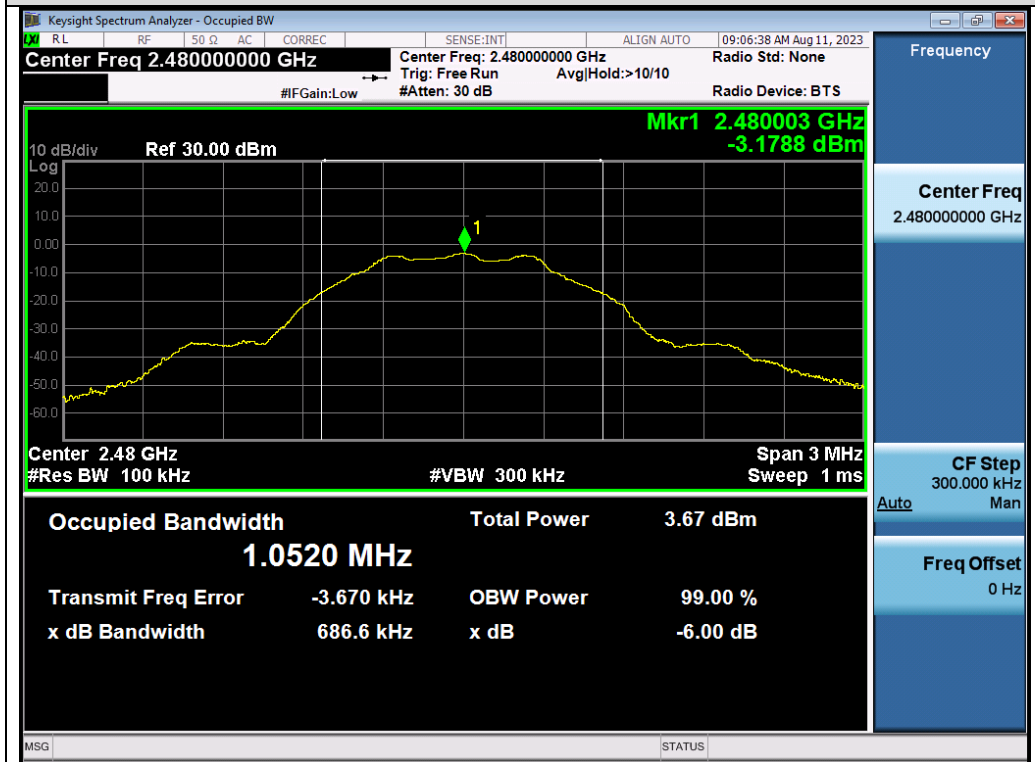 Keysight Spectrum Analyzer - Occupied BW
LXI RL RF 50 Ω AC CORREC SENSE:INT ALIGN AUTO 09:06:38 AM Aug 11, 2023
Center Freq 2.480000000 GHz
Center Freq: 2.480000000 GHz Radio Std: None
Trig: Free Run Avg|Hold:>10/10
#IFGain:Low #Atten: 30 dB Radio Device: BTS
Frequency
Mkr1 2.480003 GHz
-3.1788 dBm
10 dB/div Ref 30.00 dBm
Log
20.0
10.0
0.00
-10.0
-20.0
-30.0
-40.0
-50.0
-60.0
1
Center 2.48 GHz Span 3 MHz
#Res BW 100 kHz #VBW 300 kHz Sweep 1 ms
Center Freq
2.480000000 GHz
CF Step
300.000 kHz
Auto Man
Freq Offset
0 Hz
Occupied Bandwidth Total Power 3.67 dBm
1.0520 MHz
Transmit Freq Error -3.670 kHz OBW Power 99.00 %
x dB Bandwidth 686.6 kHz x dB -6.00 dB
MSG STATUS